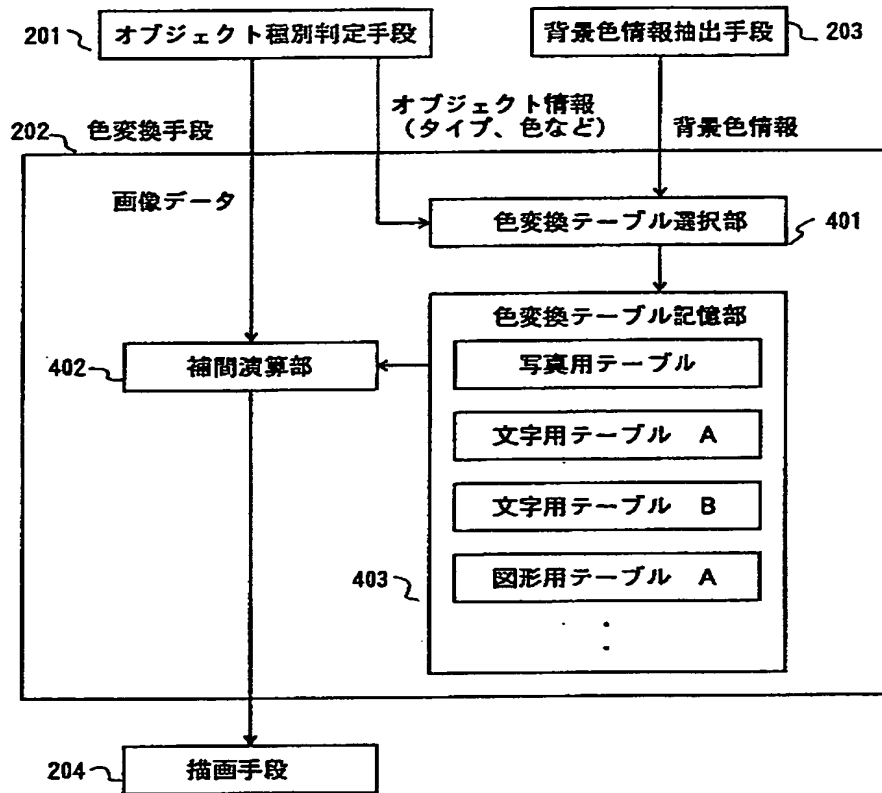 201
オブジェクト種別判定手段
背景色情報抽出手段
203
202
色変換手段
オブジェクト情報
(タイプ、色など)
背景色情報
画像データ
色変換テーブル選択部
401
色変換テーブル記憶部
402
補間演算部
写真用テーブル
文字用テーブル A
文字用テーブル B
403
図形用テーブル A
204
描画手段